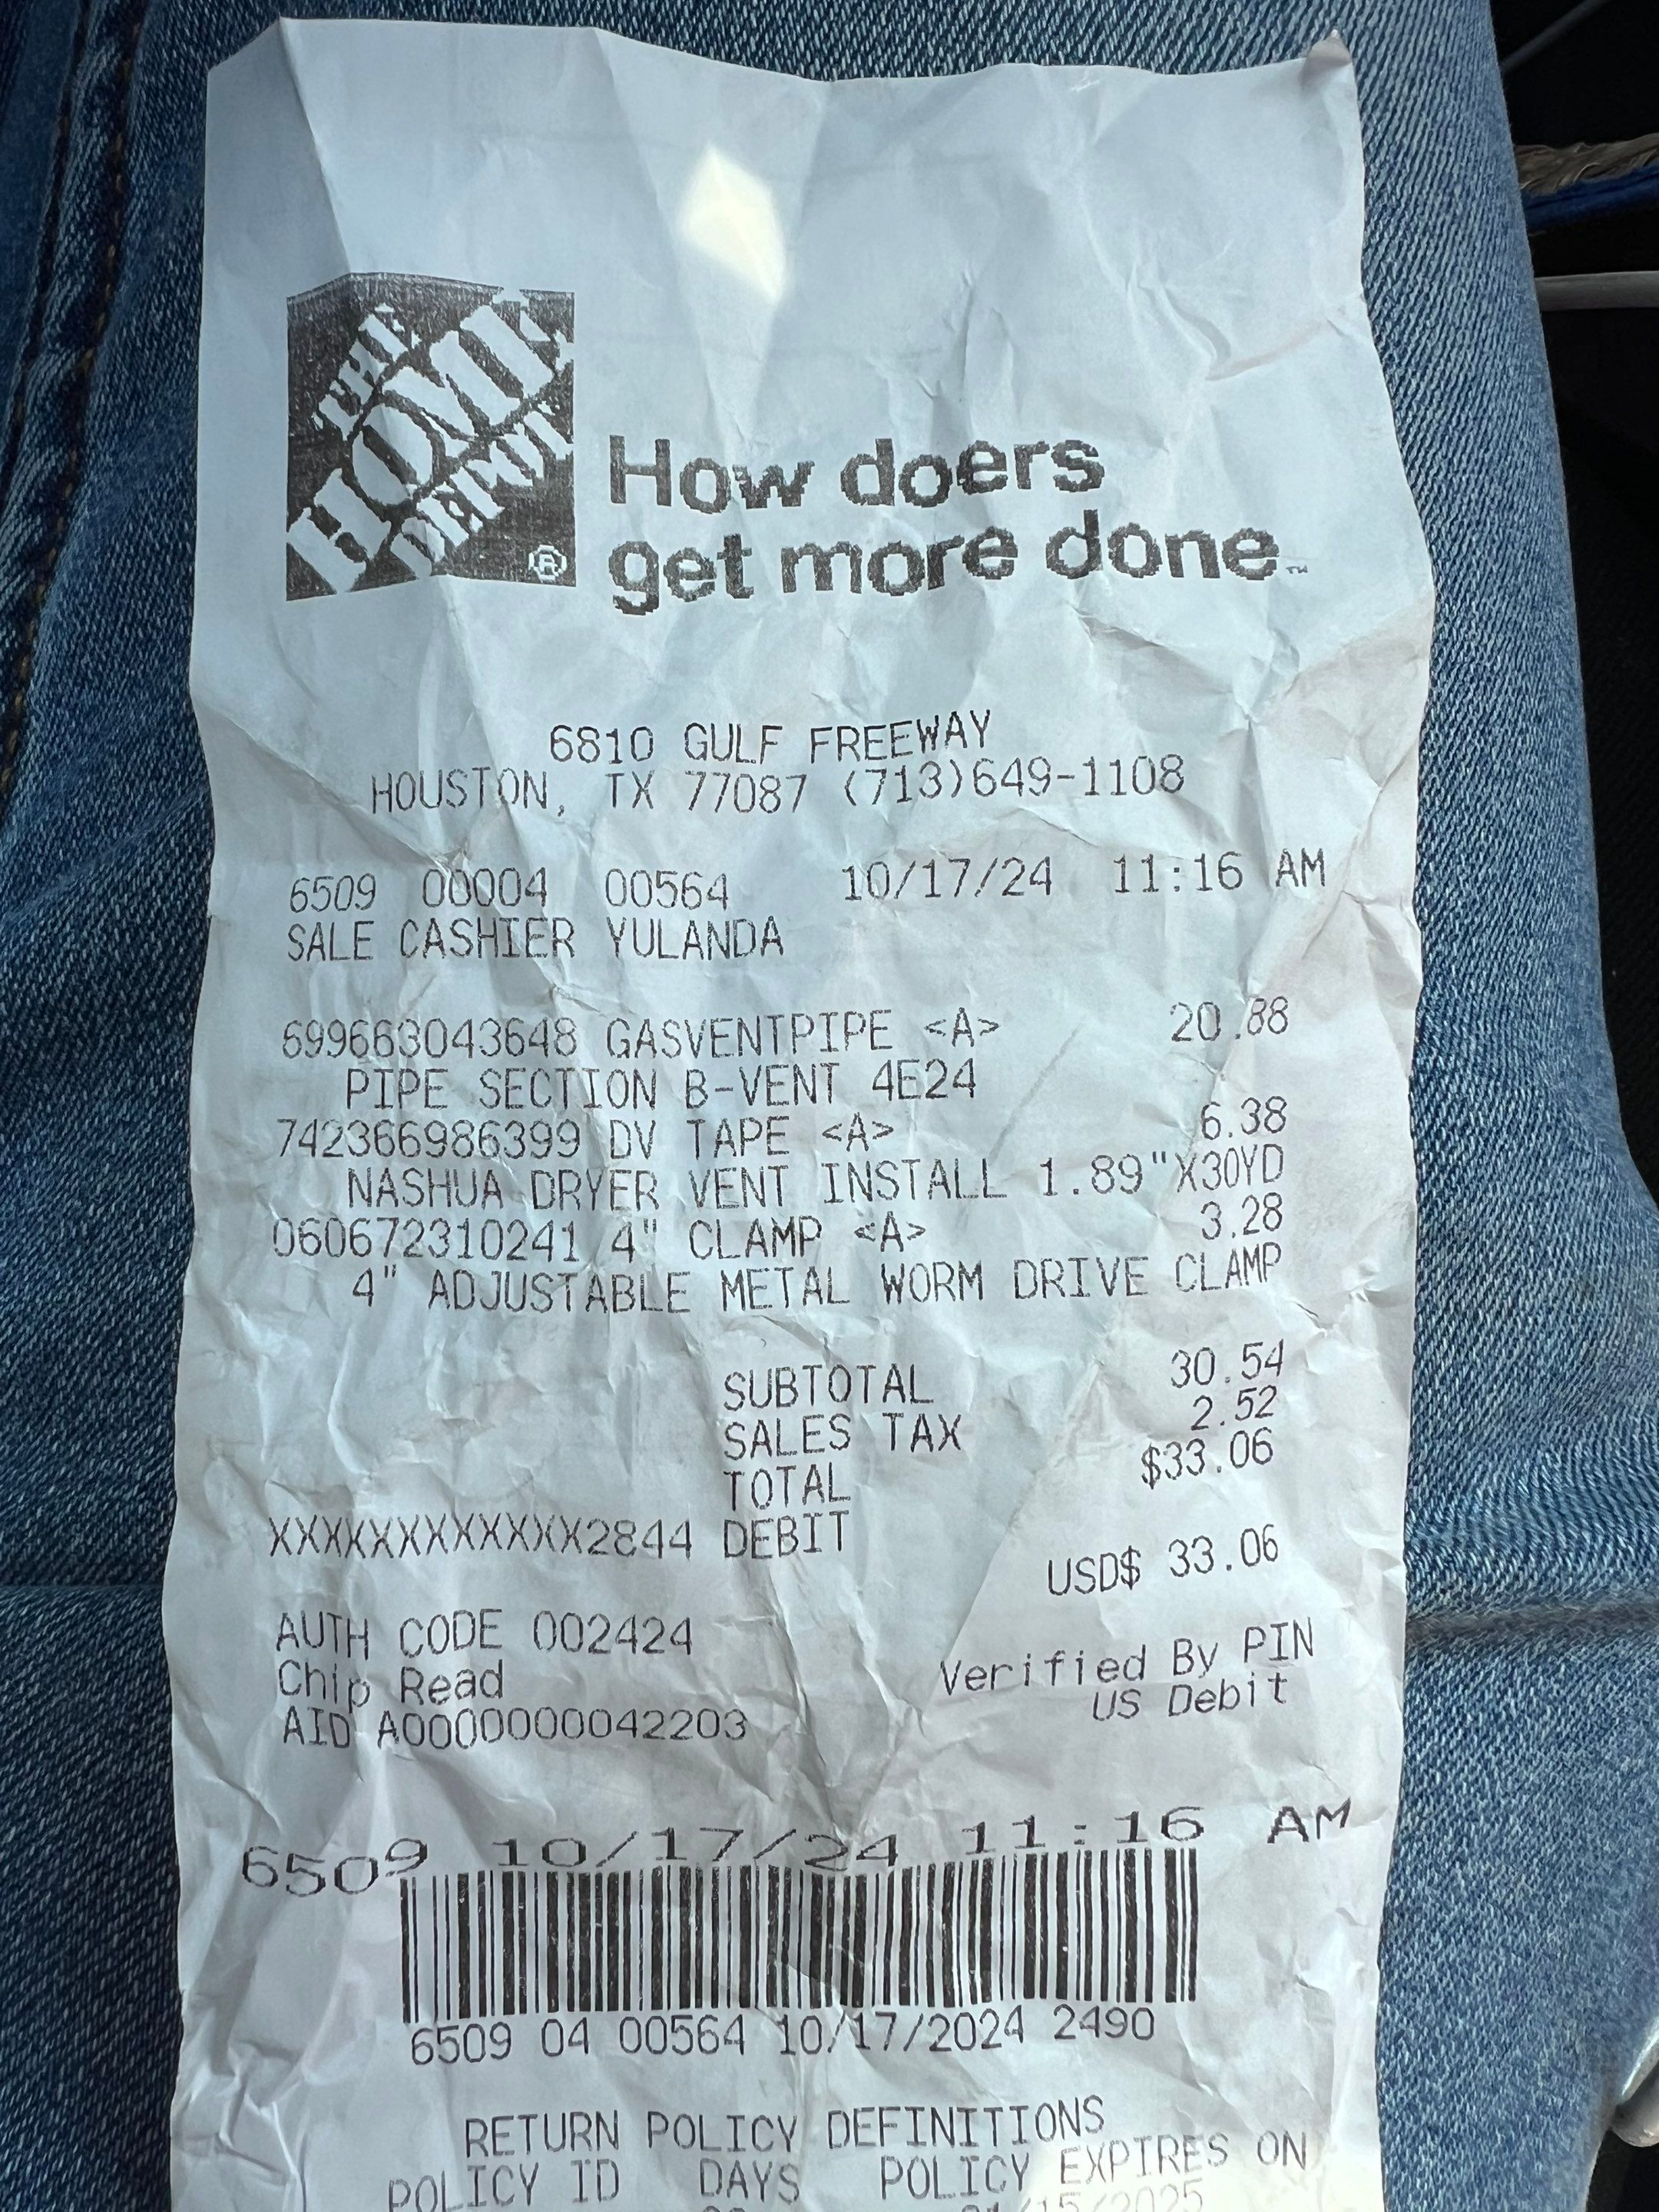 THE
HOME
DEPOT
®
How doers
get more done™
6810 GULF FREEWAY
HOUSTON, TX 77087 (713)649-1108
6509 00004 00564 10/17/24 11:16 AM
SALE CASHIER YULANDA
699663043648 GASVENTPIPE <A> 20.88
PIPE SECTION B-VENT 4E24
742366986399 DV TAPE <A> 6.38
NASHUA DRYER VENT INSTALL 1.89"X30YD
060672310241 4" CLAMP <A> 3.28
4" ADJUSTABLE METAL WORM DRIVE CLAMP
SUBTOTAL 30.54
SALES TAX 2.52
TOTAL $33.06
XXXXXXXXXXXX2844 DEBIT
USD$ 33.06
AUTH CODE 002424
Chip Read Verified By PIN
AID A0000000042203 US Debit
6509 10/17/24 11:16 AM
6509 04 00564 10/17/2024 2490
RETURN POLICY DEFINITIONS
POLICY ID DAYS POLICY EXPIRES ON